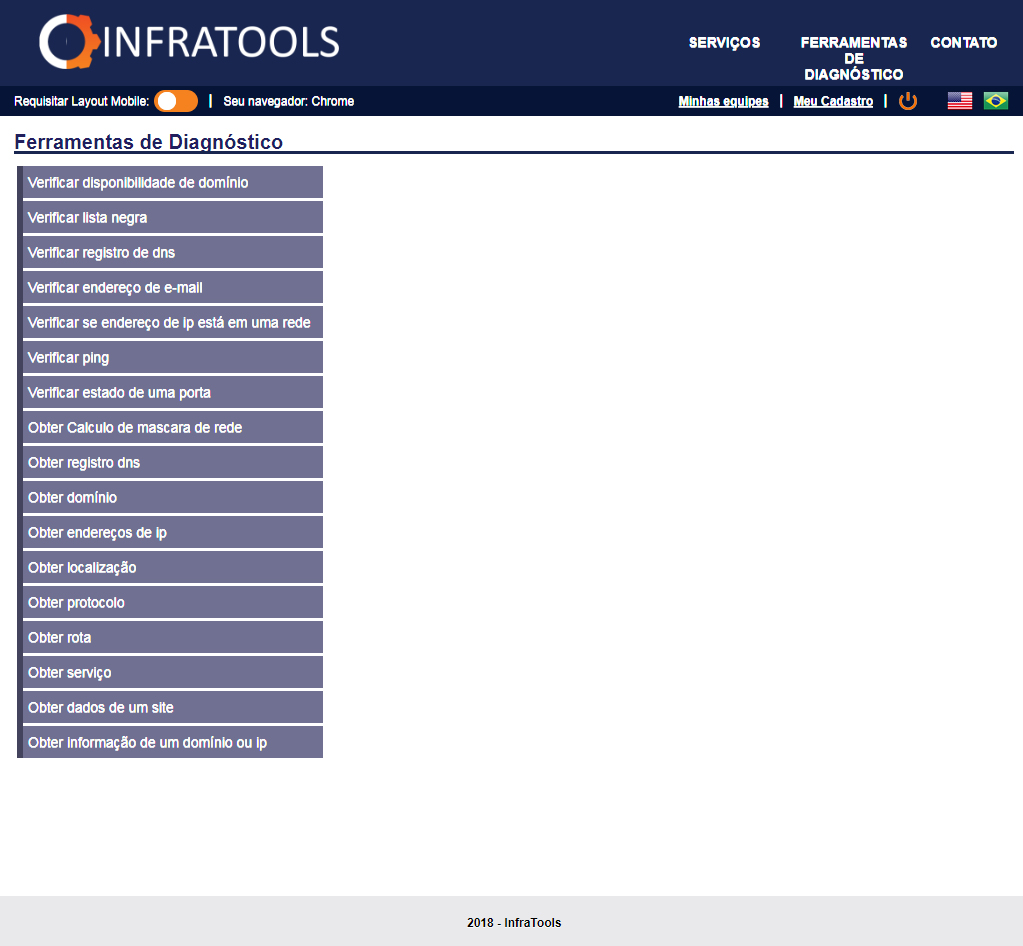 INFRATOOLS
SERVIÇOS
FERRAMENTAS
DE
DIAGNÓSTICO
CONTATO
Requisitar Layout Mobile: | Seu navegador: Chrome
Minhas equipes | Meu Cadastro |
Ferramentas de Diagnóstico
Verificar disponibilidade de domínio
Verificar lista negra
Verificar registro de dns
Verificar endereço de e-mail
Verificar se endereço de ip está em uma rede
Verificar ping
Verificar estado de uma porta
Obter Calculo de mascara de rede
Obter registro dns
Obter domínio
Obter endereços de ip
Obter localização
Obter protocolo
Obter rota
Obter serviço
Obter dados de um site
Obter informação de um domínio ou ip
2018 - InfraTools